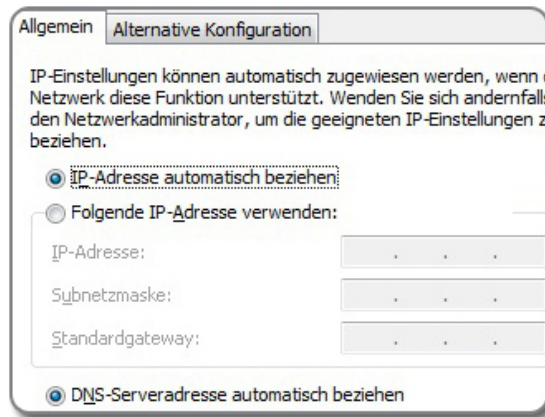 Allgemein
Alternative Konfiguration
IP-Einstellungen können automatisch zugewiesen werden, wenn
Netzwerk diese Funktion unterstützt. Wenden Sie sich andernfalls
den Netzwerkadministrator, um die geeigneten IP-Einstellungen z
beziehen.
IP-Adresse automatisch beziehen
Folgende IP-Adresse verwenden:
IP-Adresse:
Subnetzmaske:
Standardgateway:
DNS-Serveradresse automatisch beziehen